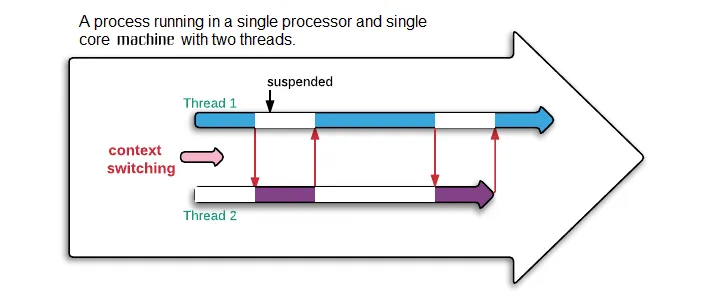 A process running in a single processor and single
core machine with two threads.
suspended
Thread 1
context
switching
Thread 2